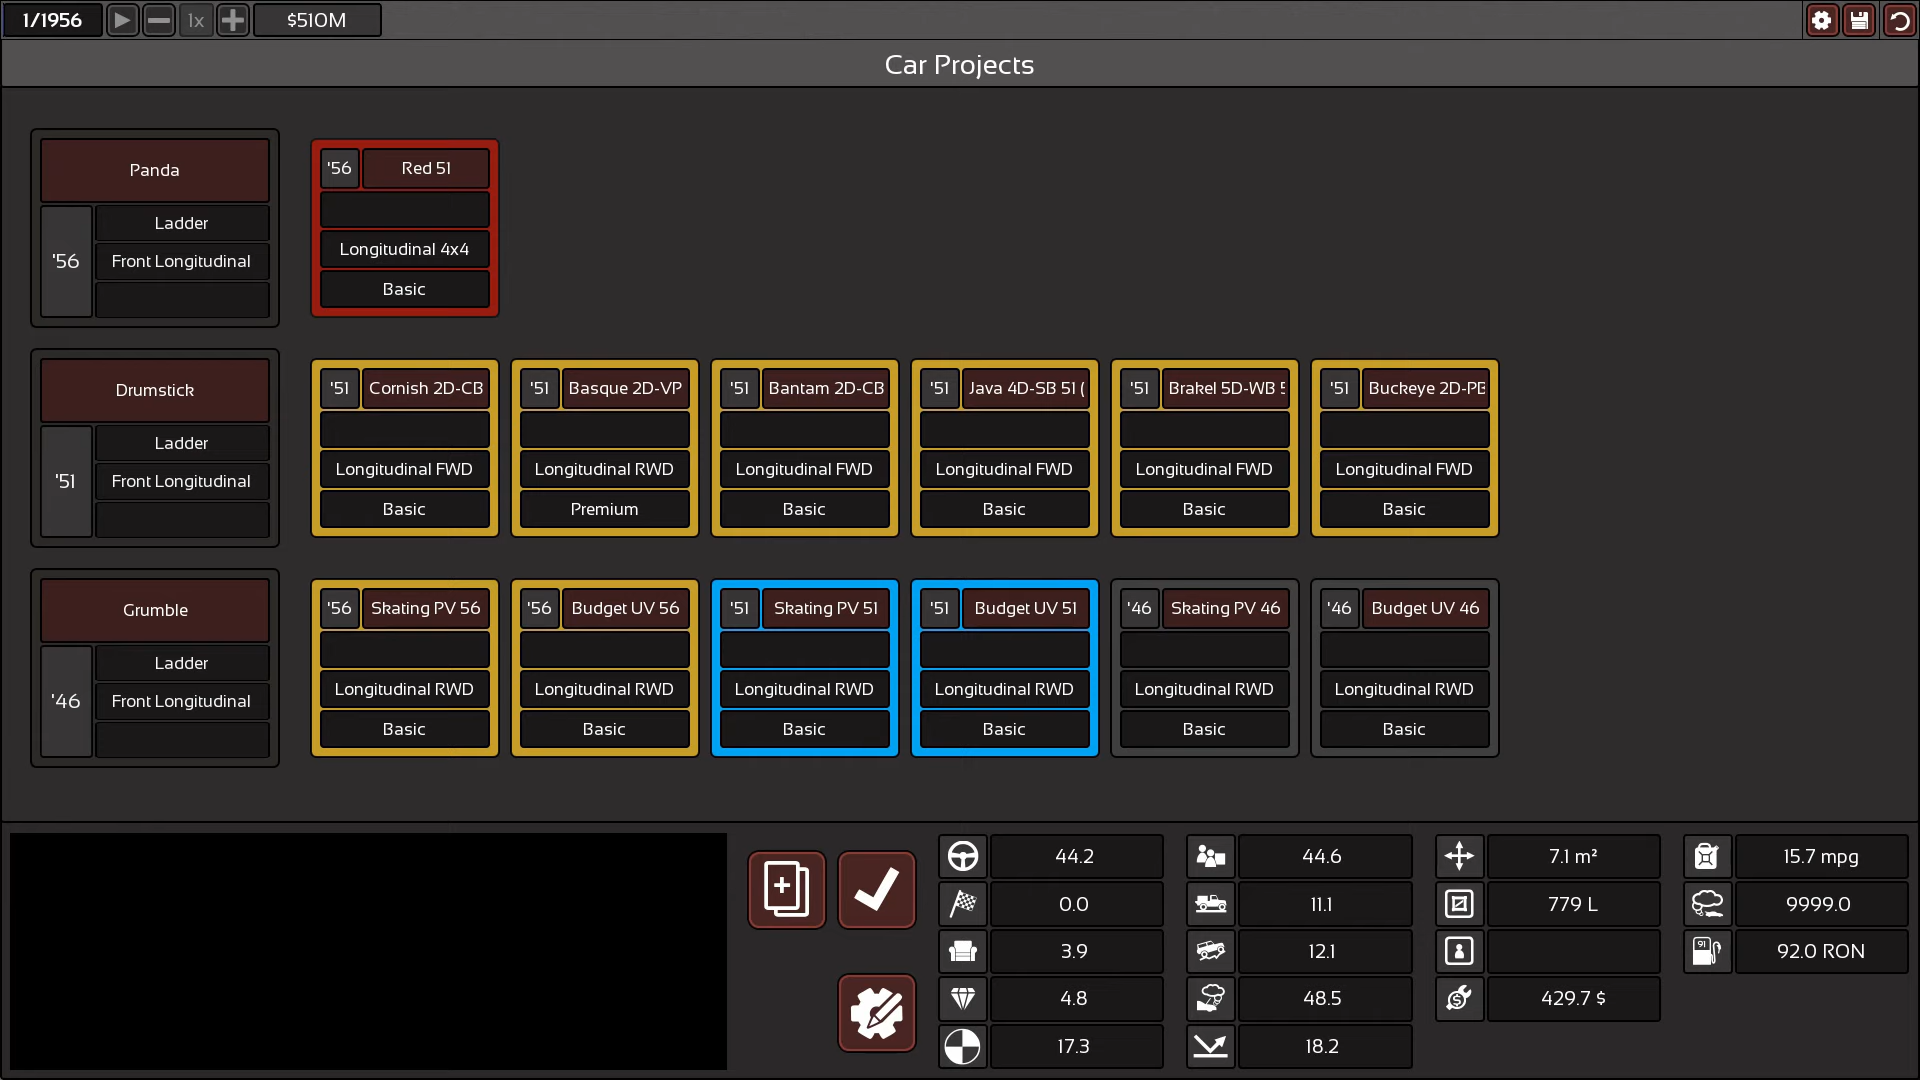 1/1956
1x
$510M
Car Projects
Panda
'56
Ladder
Front Longitudinal
'56
Red 51
Longitudinal 4x4
Basic
Drumstick
'51
Ladder
Front Longitudinal
'51
Cornish 2D-CB
Longitudinal FWD
Basic
'51
Basque 2D-VP
Longitudinal RWD
Premium
'51
Bantam 2D-CB
Longitudinal FWD
Basic
'51
Java 4D-SB 51 (
Longitudinal FWD
Basic
'51
Brakel 5D-WB 5
Longitudinal FWD
Basic
'51
Buckeye 2D-PB
Longitudinal FWD
Basic
Grumble
'46
Ladder
Front Longitudinal
'56
Skating PV 56
Longitudinal RWD
Basic
'56
Budget UV 56
Longitudinal RWD
Basic
'51
Skating PV 51
Longitudinal RWD
Basic
'51
Budget UV 51
Longitudinal RWD
Basic
'46
Skating PV 46
Longitudinal RWD
Basic
'46
Budget UV 46
Longitudinal RWD
Basic
44.2
0.0
3.9
4.8
17.3
44.6
11.1
12.1
48.5
18.2
7.1 m²
779 L
429.7 $
15.7 mpg
9999.0
91
92.0 RON